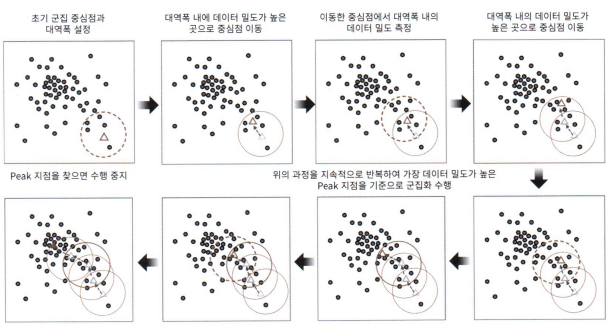 초기 군집 중심점과
대역폭 설정
대역폭 내에 데이터 밀도가 높은
곳으로 중심점 이동
이동한 중심점에서 대역폭 내의
데이터 밀도 측정
대역폭 내의 데이터 밀도가
높은 곳으로 중심점 이동
Peak 지점을 찾으면 수행 중지
위의 과정을 지속적으로 반복하여 가장 데이터 밀도가 높은
Peak 지점을 기준으로 군집화 수행